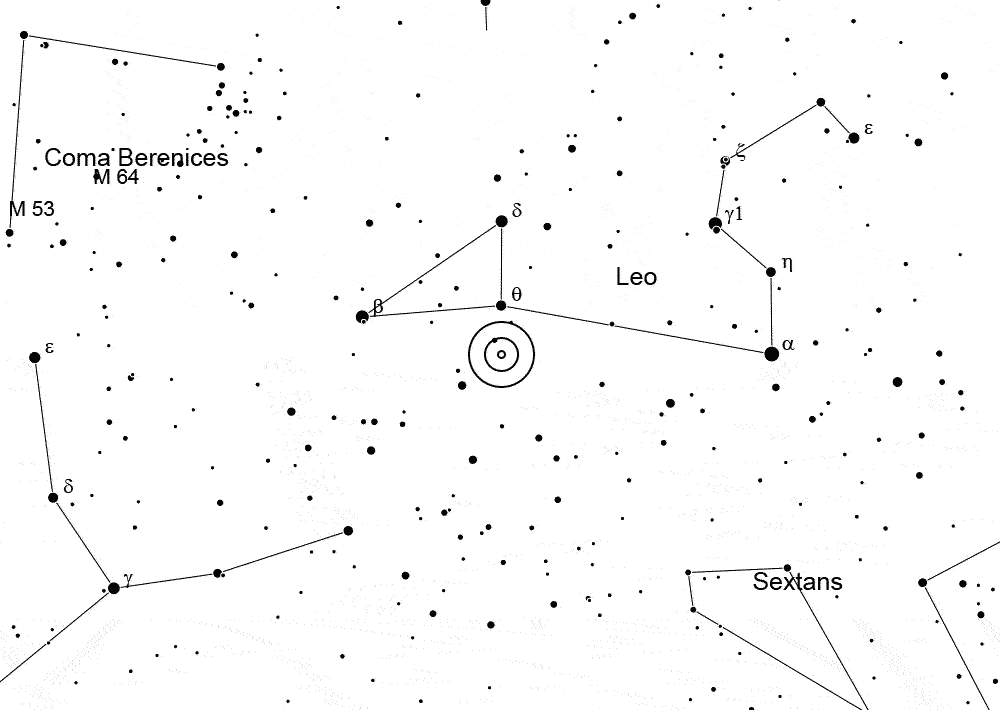 ε
ζ
Coma Berenices
M 64
M 53
δ
γ1
η
Leo
θ
β
α
ε
δ
γ
Sextans